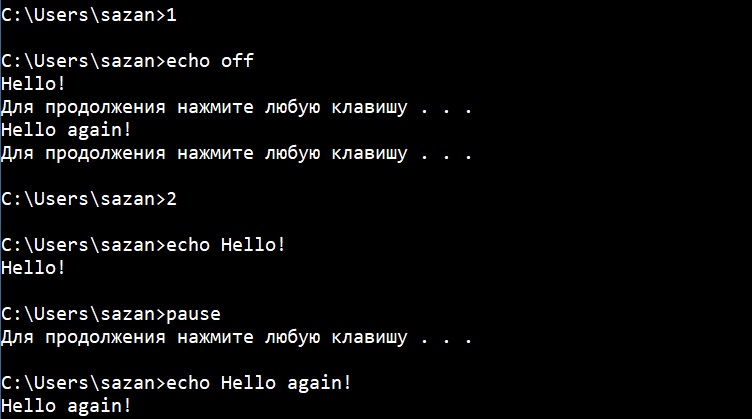 C:\Users\sazan>1
C:\Users\sazan>echo off
Hello!
Для продолжения нажмите любую клавишу . . .
Hello again!
Для продолжения нажмите любую клавишу . . .
C:\Users\sazan>2
C:\Users\sazan>echo Hello!
Hello!
C:\Users\sazan>pause
Для продолжения нажмите любую клавишу . . .
C:\Users\sazan>echo Hello again!
Hello again!